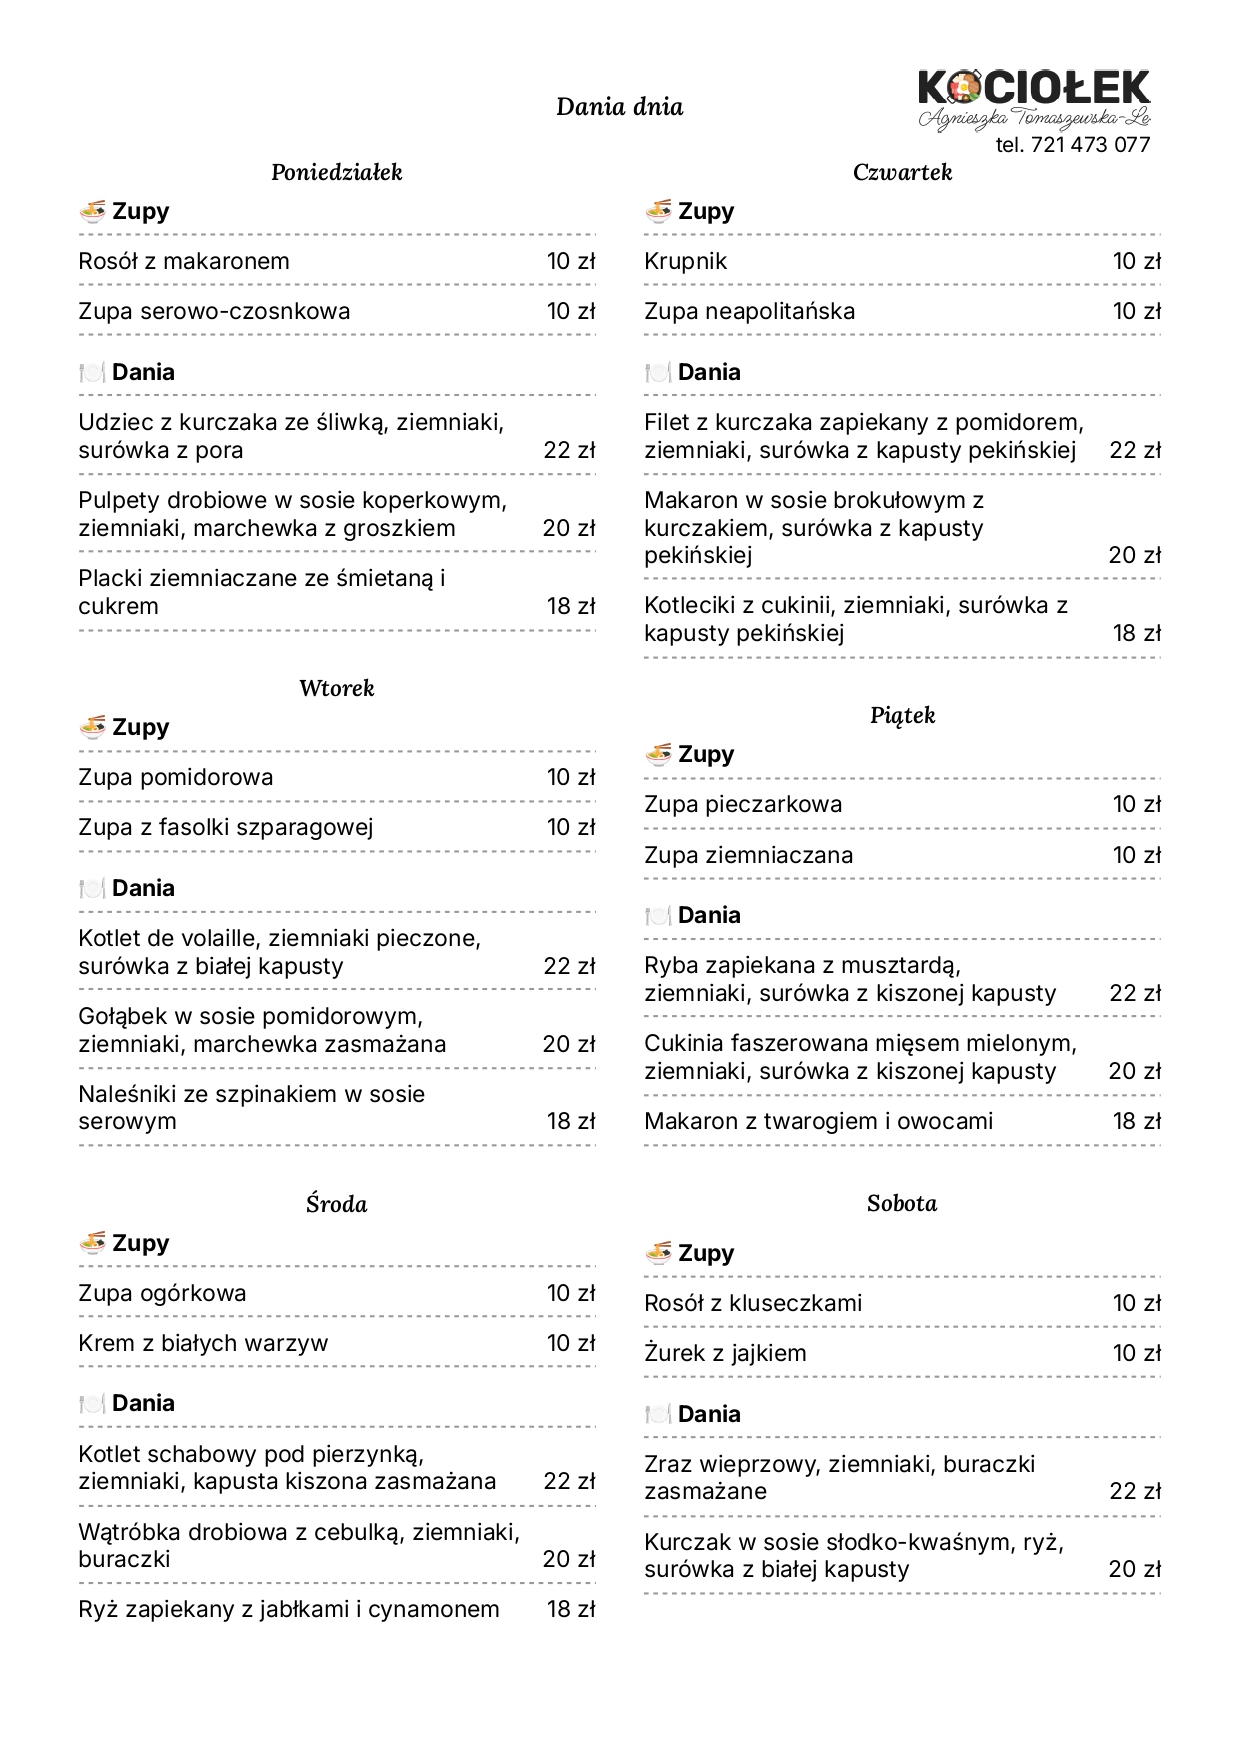 Dania dnia
KOCIOŁEK
Agnieszka Tomaszewska-Le
tel. 721 473 077
Poniedziałek
Zupy
Rosół z makaronem 10 zł
Zupa serowo-czosnkowa 10 zł
Dania
Udziec z kurczaka ze śliwką, ziemniaki,
surówka z pora 22 zł
Pulpety drobiowe w sosie koperkowym,
ziemniaki, marchewka z groszkiem 20 zł
Placki ziemniaczane ze śmietaną i
cukrem 18 zł
Wtorek
Zupy
Zupa pomidorowa 10 zł
Zupa z fasolki szparagowej 10 zł
Dania
Kotlet de volaille, ziemniaki pieczone,
surówka z białej kapusty 22 zł
Gołąbek w sosie pomidorowym,
ziemniaki, marchewka zasmażana 20 zł
Naleśniki ze szpinakiem w sosie
serowym 18 zł
Środa
Zupy
Zupa ogórkowa 10 zł
Krem z białych warzyw 10 zł
Dania
Kotlet schabowy pod pierzynką,
ziemniaki, kapusta kiszona zasmażana 22 zł
Wątróbka drobiowa z cebulką, ziemniaki,
buraczki 20 zł
Ryż zapiekany z jabłkami i cynamonem 18 zł
Czwartek
Zupy
Krupnik 10 zł
Zupa neapolitańska 10 zł
Dania
Filet z kurczaka zapiekany z pomidorem,
ziemniaki, surówka z kapusty pekińskiej 22 zł
Makaron w sosie brokułowym z
kurczakiem, surówka z kapusty
pekińskiej 20 zł
Kotleciki z cukinii, ziemniaki, surówka z
kapusty pekińskiej 18 zł
Piątek
Zupy
Zupa pieczarkowa 10 zł
Zupa ziemniaczana 10 zł
Dania
Ryba zapiekana z musztardą,
ziemniaki, surówka z kiszonej kapusty 22 zł
Cukinia faszerowana mięsem mielonym,
ziemniaki, surówka z kiszonej kapusty 20 zł
Makaron z twarogiem i owocami 18 zł
Sobota
Zupy
Rosół z kluseczkami 10 zł
Żurek z jajkiem 10 zł
Dania
Zraz wieprzowy, ziemniaki, buraczki
zasmażane 22 zł
Kurczak w sosie słodko-kwaśnym, ryż,
surówka z białej kapusty 20 zł